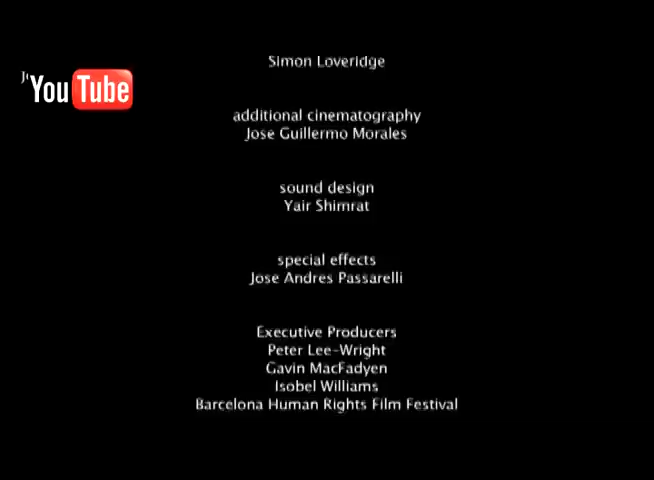 Simon Loveridge
YouTube
additional cinematography
Jose Guillermo Morales
sound design
Yair Shimrat
special effects
Jose Andres Passarelli
Executive Producers
Peter Lee-Wright
Gavin MacFadyen
Isobel Williams
Barcelona Human Rights Film Festival